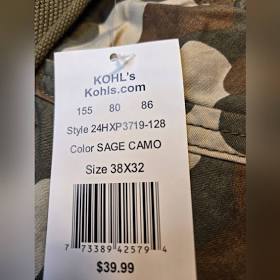 KOHL's
Kohls.com
155 80 86
Style 24HXP3719-128
Color SAGE CAMO
Size 38X32
7 73389 42579 4
$39.99